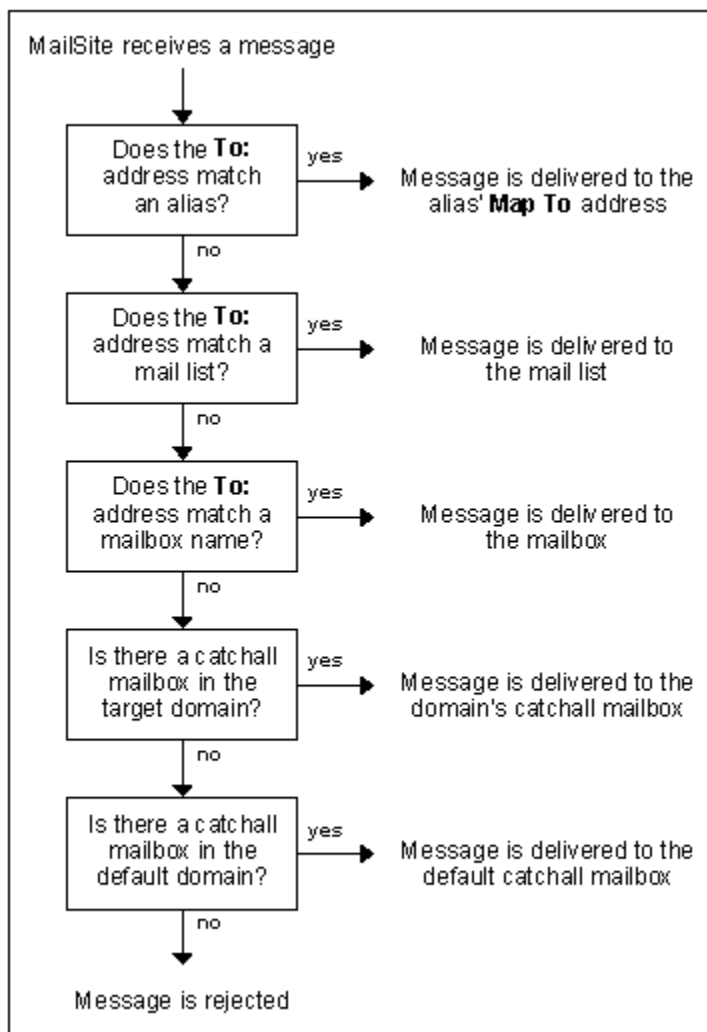 MailSite receives a message
Does the To:
address match
an alias?
yes
Message is delivered to the
alias' Map To address
no
Does the To:
address match a
mail list?
yes
Message is delivered to
the mail list
no
Does the To:
address match a
mailbox name?
yes
Message is delivered to
the mailbox
no
Is there a catchall
mailbox in the
target domain?
yes
Message is delivered to the
domain's catchall mailbox
no
Is there a catchall
mailbox in the
default domain?
yes
Message is delivered to the
default catchall mailbox
no
Message is rejected